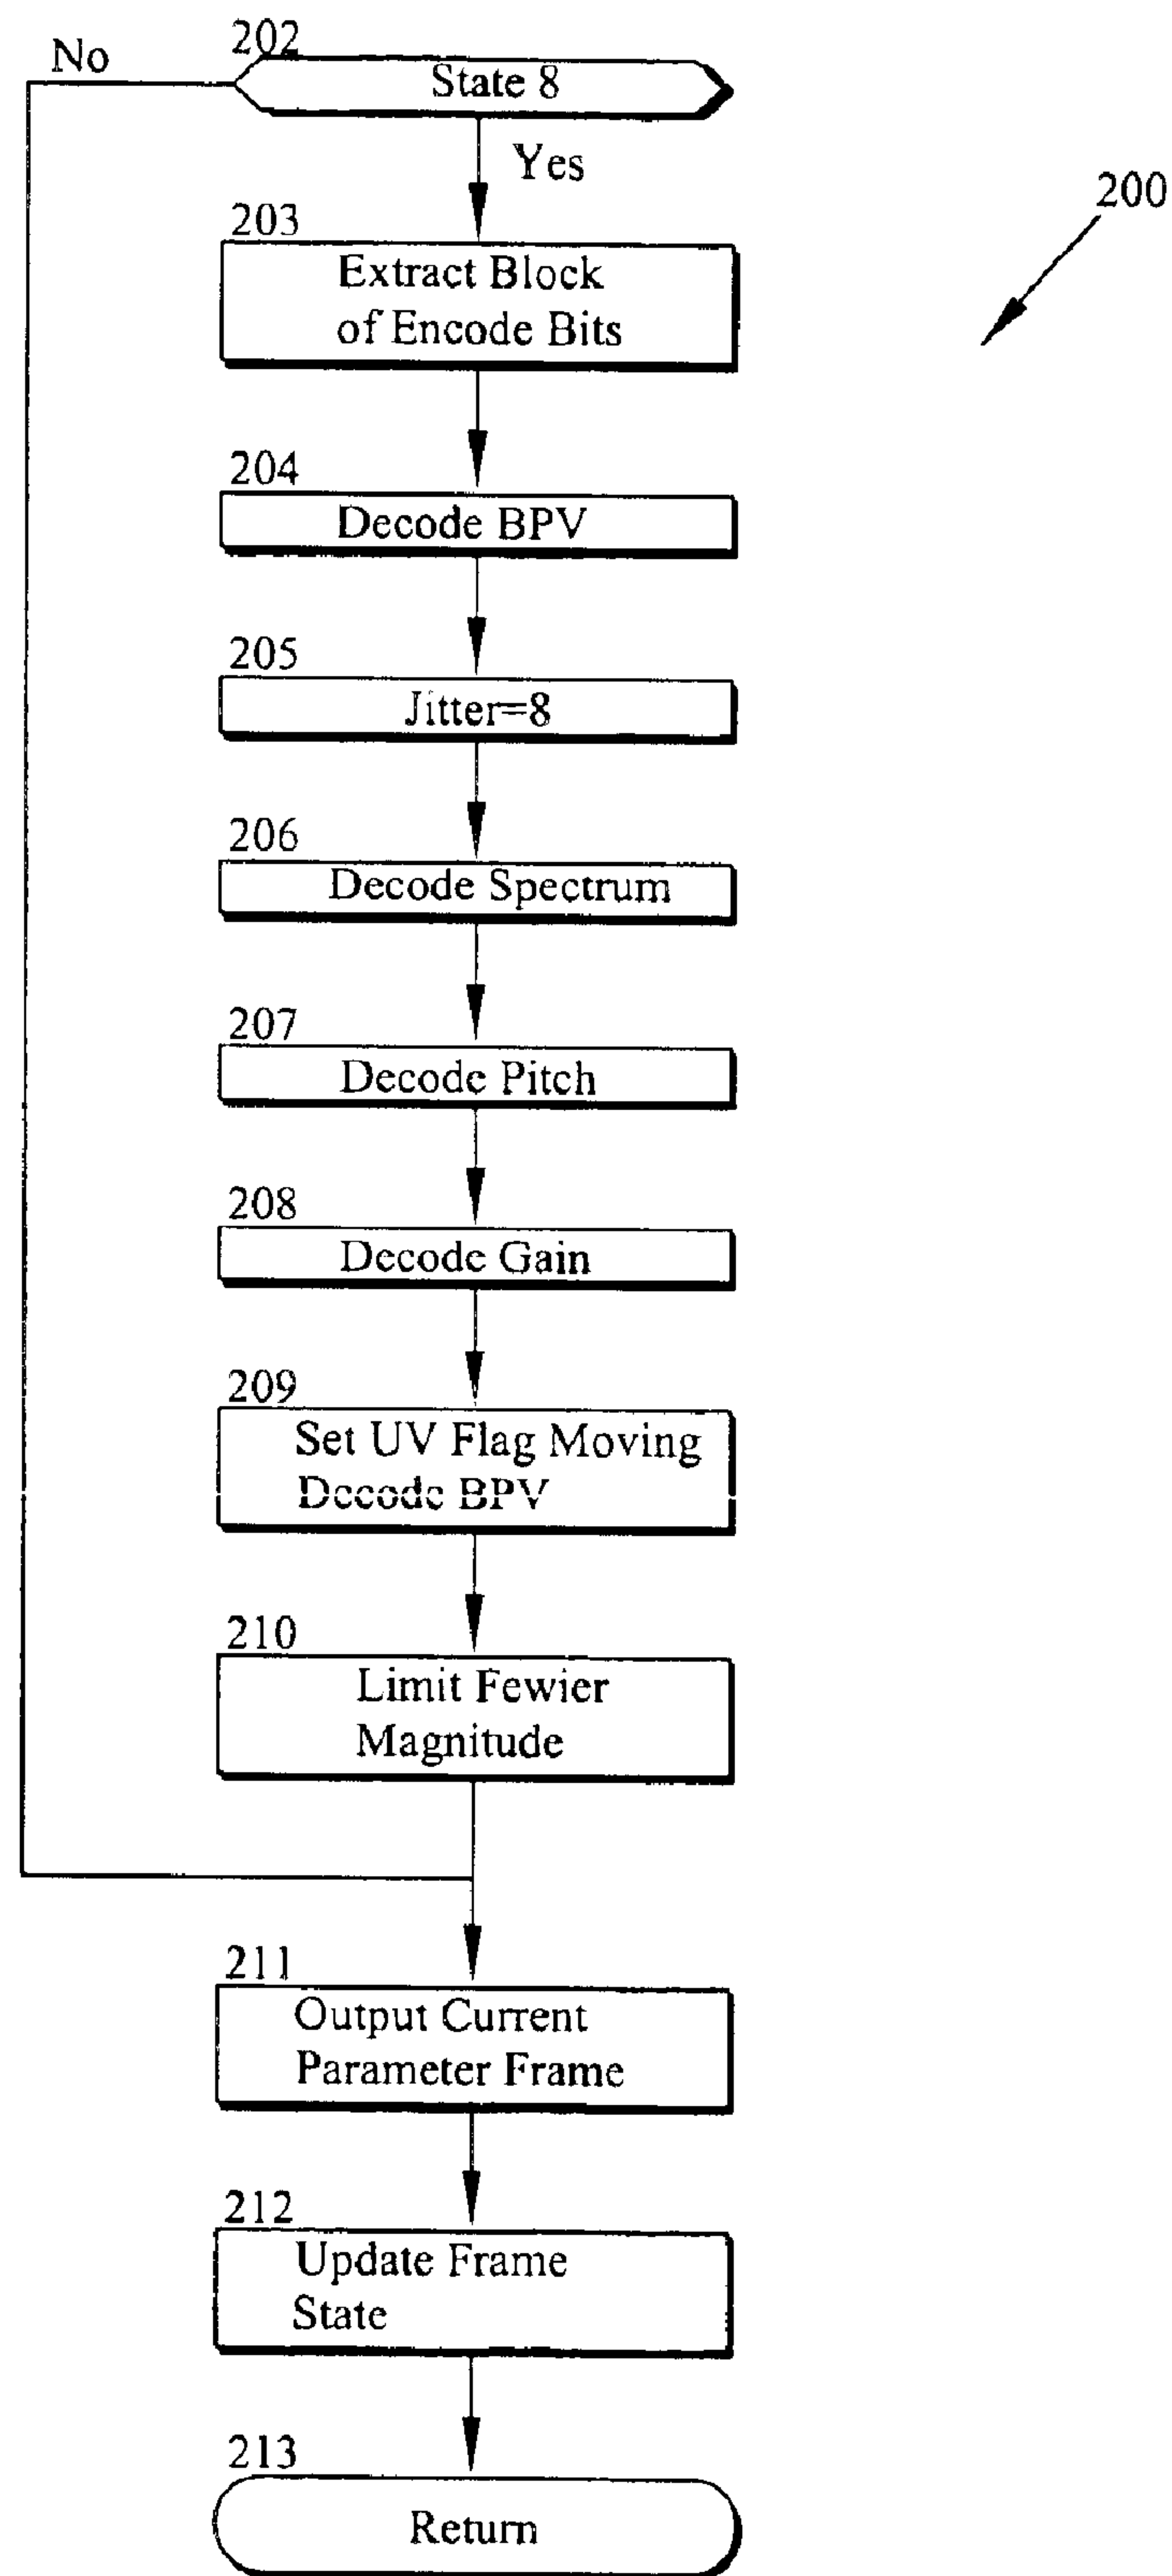 No
202
State 8
Yes
200
203
Extract Block
of Encode Bits
204
Decode BPV
205
Jitter=8
206
Decode Spectrum
207
Decode Pitch
208
Decode Gain
209
Set UV Flag Moving
Decode BPV
210
Limit Fewier
Magnitude
211
Output Current
Parameter Frame
212
Update Frame
State
213
Return